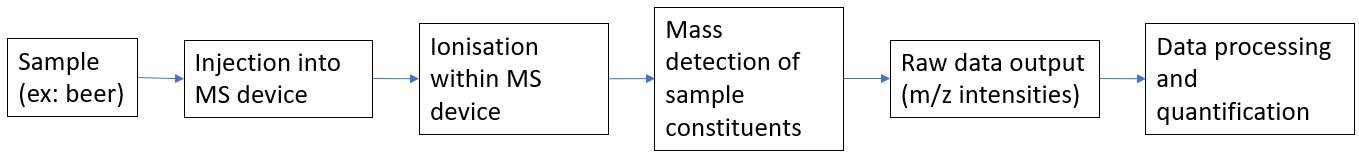 Sample
(ex: beer)
Injection into
MS device
Ionisation
within MS
device
Mass
detection of
sample
constituents
Raw data output
(m/z intensities)
Data processing
and
quantification